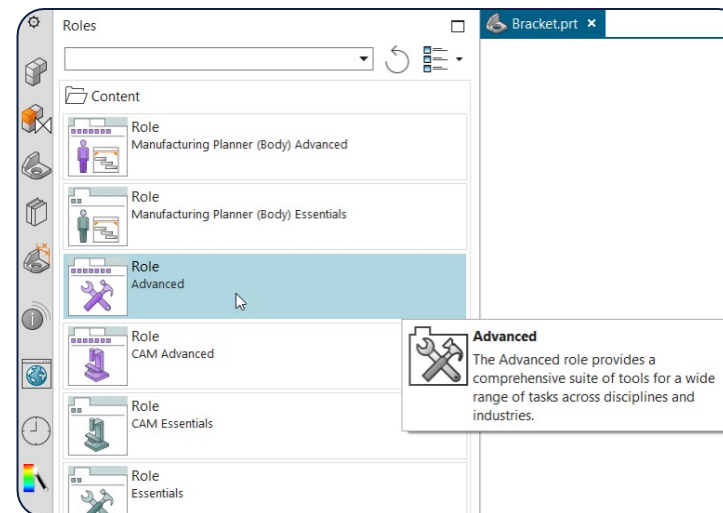 Roles
Bracket.prt ×
Content
Role
Manufacturing Planner (Body) Advanced
Role
Manufacturing Planner (Body) Essentials
Role
Advanced
Role
CAM Advanced
Role
CAM Essentials
Role
Essentials
Advanced
The Advanced role provides a
comprehensive suite of tools for a wide
range of tasks across disciplines and
industries.